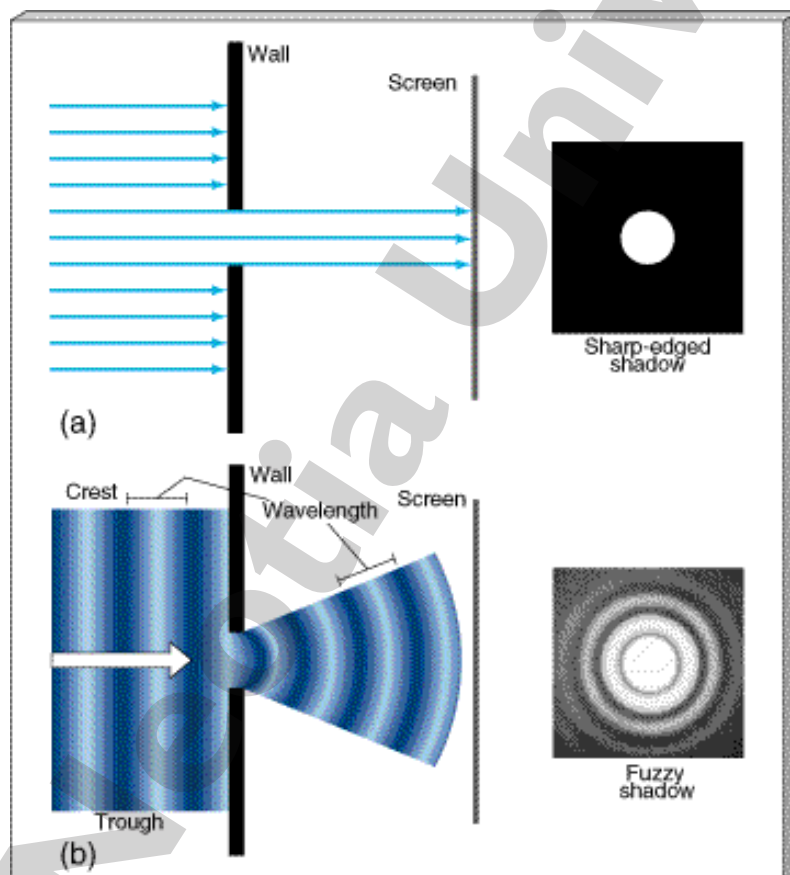 Wall
Screen
Sharp-edged
shadow
(a)
Wall
Crest
Screen
Wavelength
Fuzzy
shadow
Trough
(b)